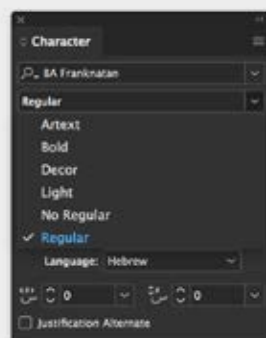 Character
BA Franknatan
Regular
Artext
Bold
Decor
Light
No Regular
Regular
Language: Hebrew
0 0
Justification Alternate